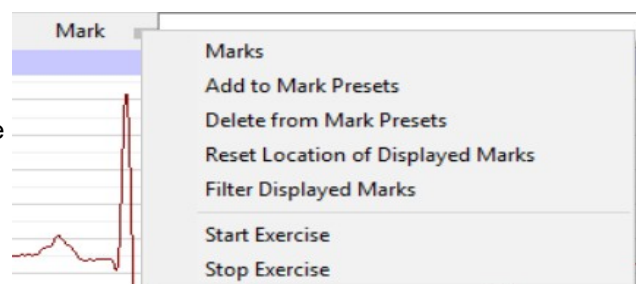 Mark
Marks
Add to Mark Presets
Delete from Mark Presets
Reset Location of Displayed Marks
Filter Displayed Marks
e
Start Exercise
Stop Exercise